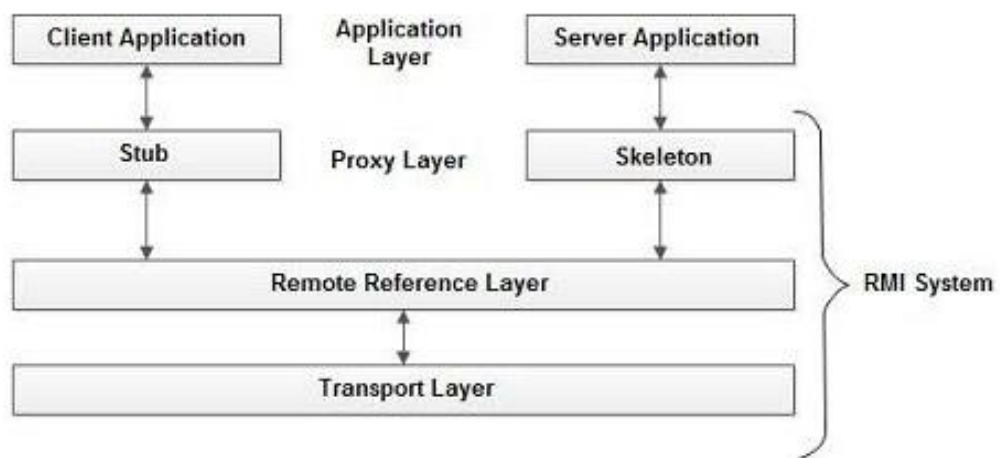 Client Application
Application
Layer
Server Application
Stub
Proxy Layer
Skeleton
Remote Reference Layer
RMI System
Transport Layer